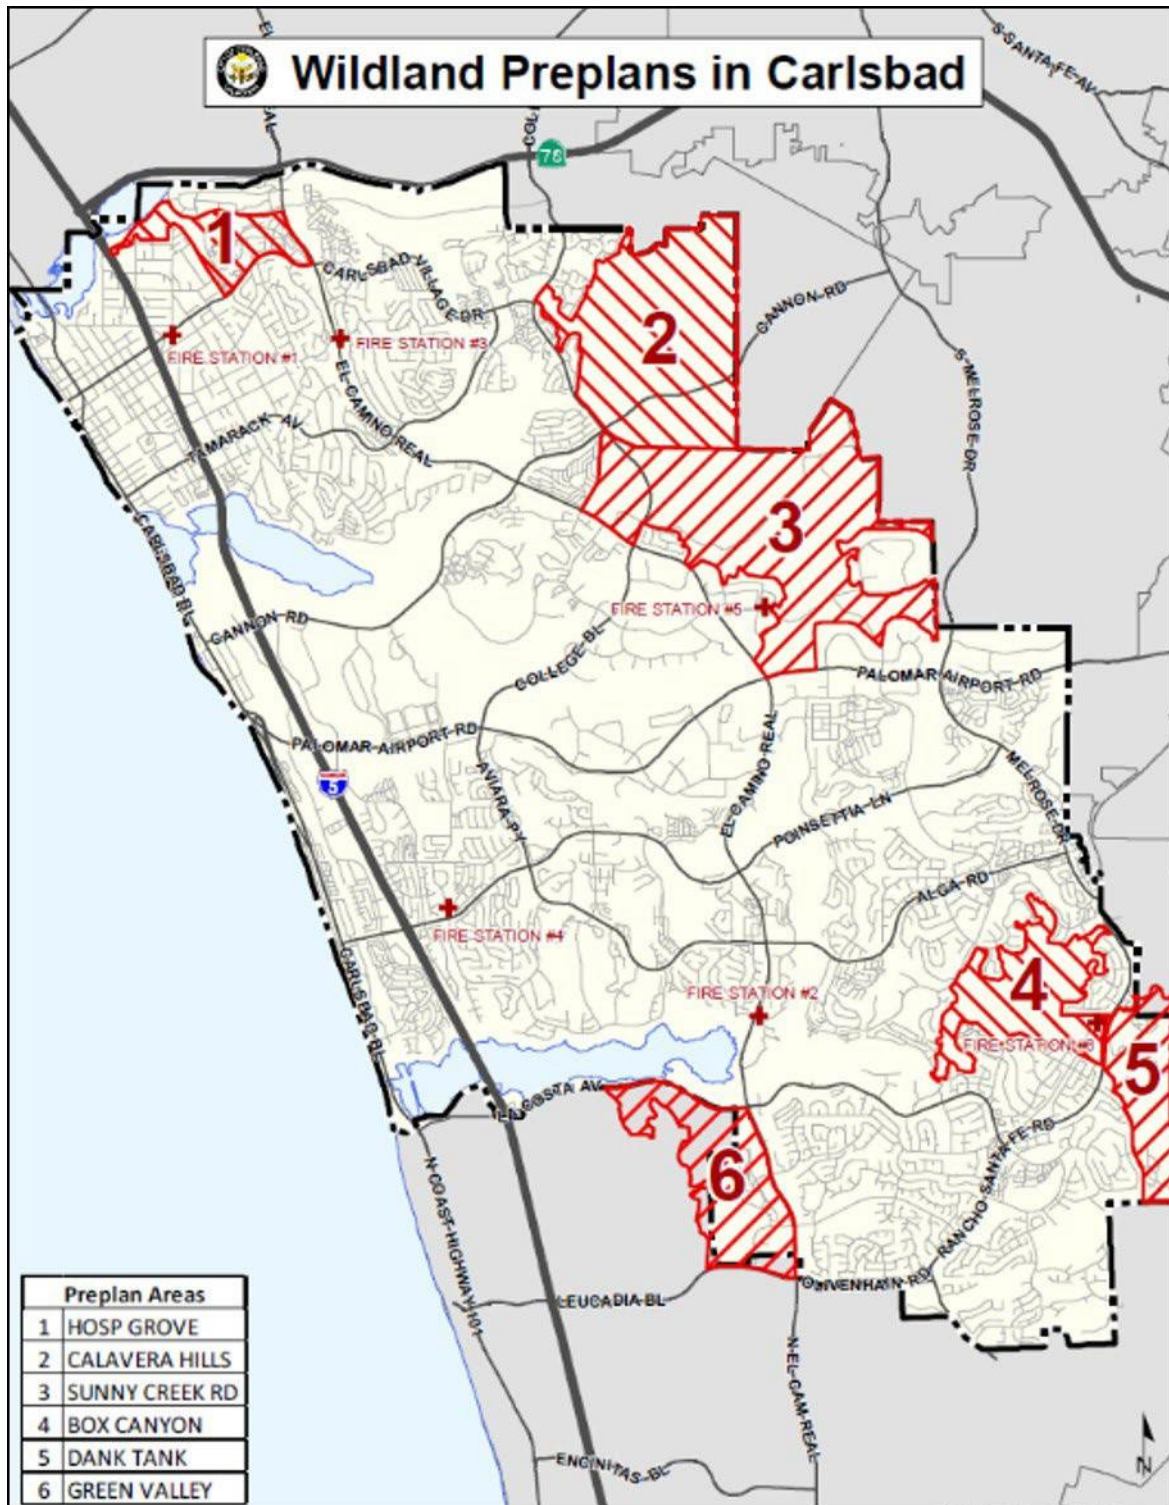 Wildland Preplans in Carlsbad
S SANTA FE AV
78
1
CARLSBAD VILLAGE DR
2
CANNON RD
FIRE STATION #1
FIRE STATION #3
EL CAMINO REAL
TAMARACK AV
S MELROSE DR
3
CARLSBAD BL
CANNON RD
FIRE STATION #5
COLLEGE BL
PALOMAR AIRPORT RD
PALOMAR AIRPORT RD
5
AVIARA PY
EL CAMINO REAL
MELROSE DR
POINSETTIA LN
ALGA RD
FIRE STATION #4
CARLSBAD BL
FIRE STATION #2
4
FIRE STATION #6
5
LA COSTA AV
6
RANCHO SANTA FE RD
N COAST HIGHWAY 101
OLIVENHAIN RD
LEUCADIA BL
N EL CAM REAL
ENCINITAS BL
N
Preplan Areas
1 HOSP GROVE
2 CALAVERA HILLS
3 SUNNY CREEK RD
4 BOX CANYON
5 DANK TANK
6 GREEN VALLEY